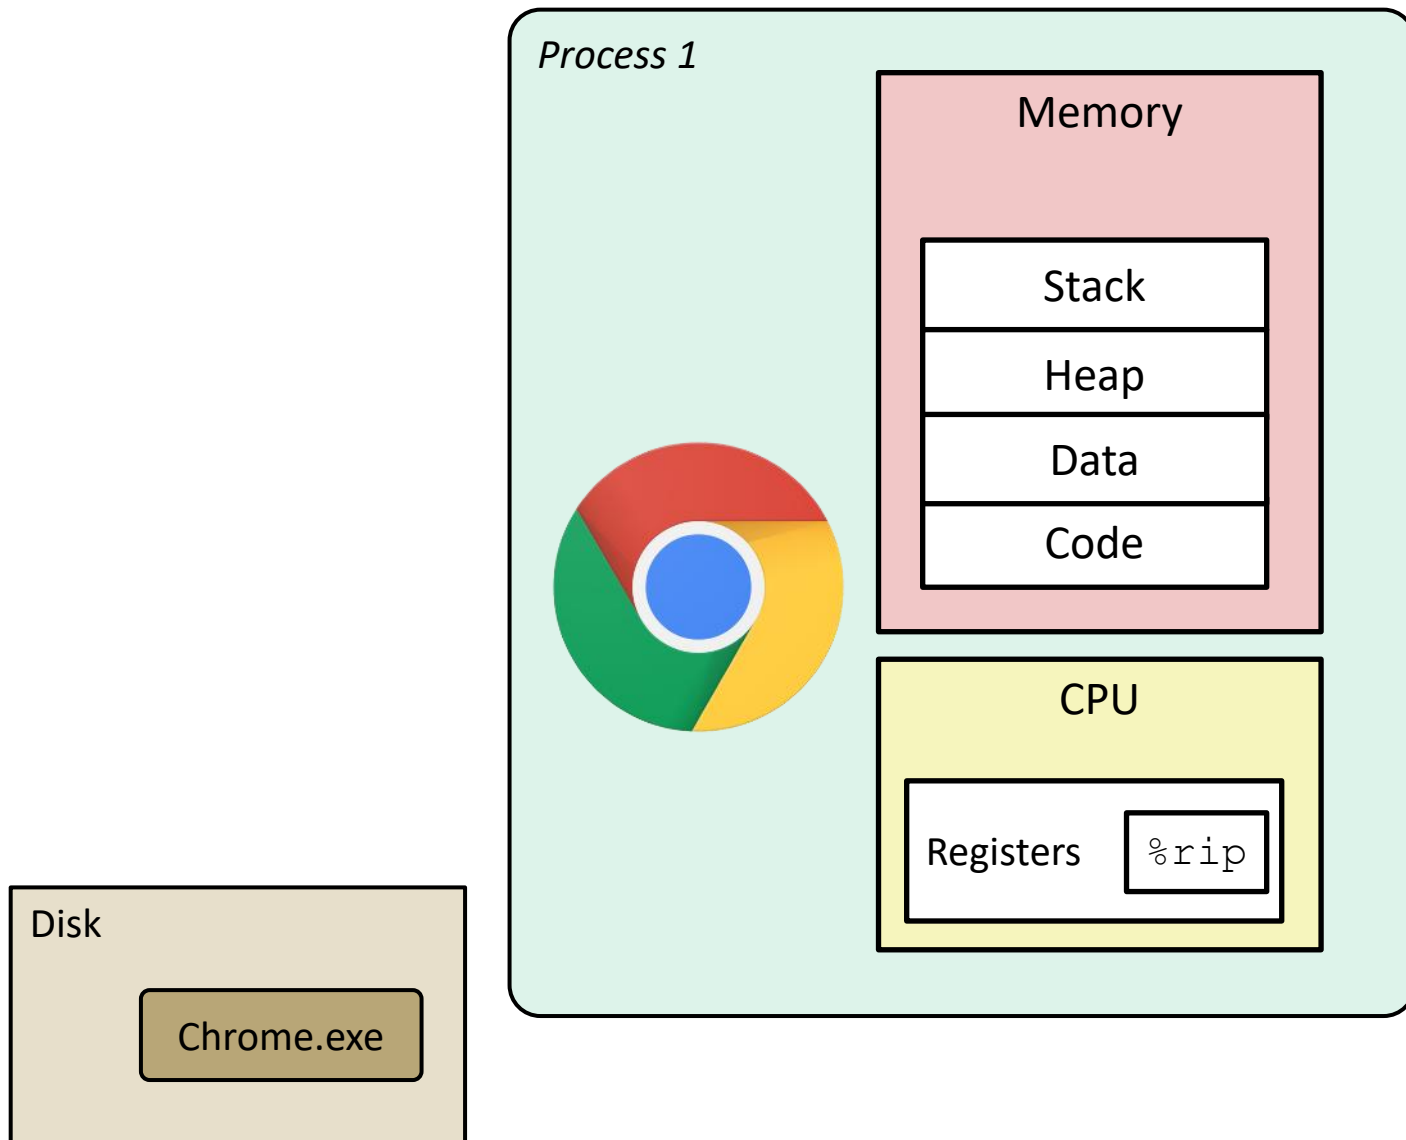 Process 1
Memory
Stack
Heap
Data
Code
CPU
Registers %rip
Disk
Chrome.exe